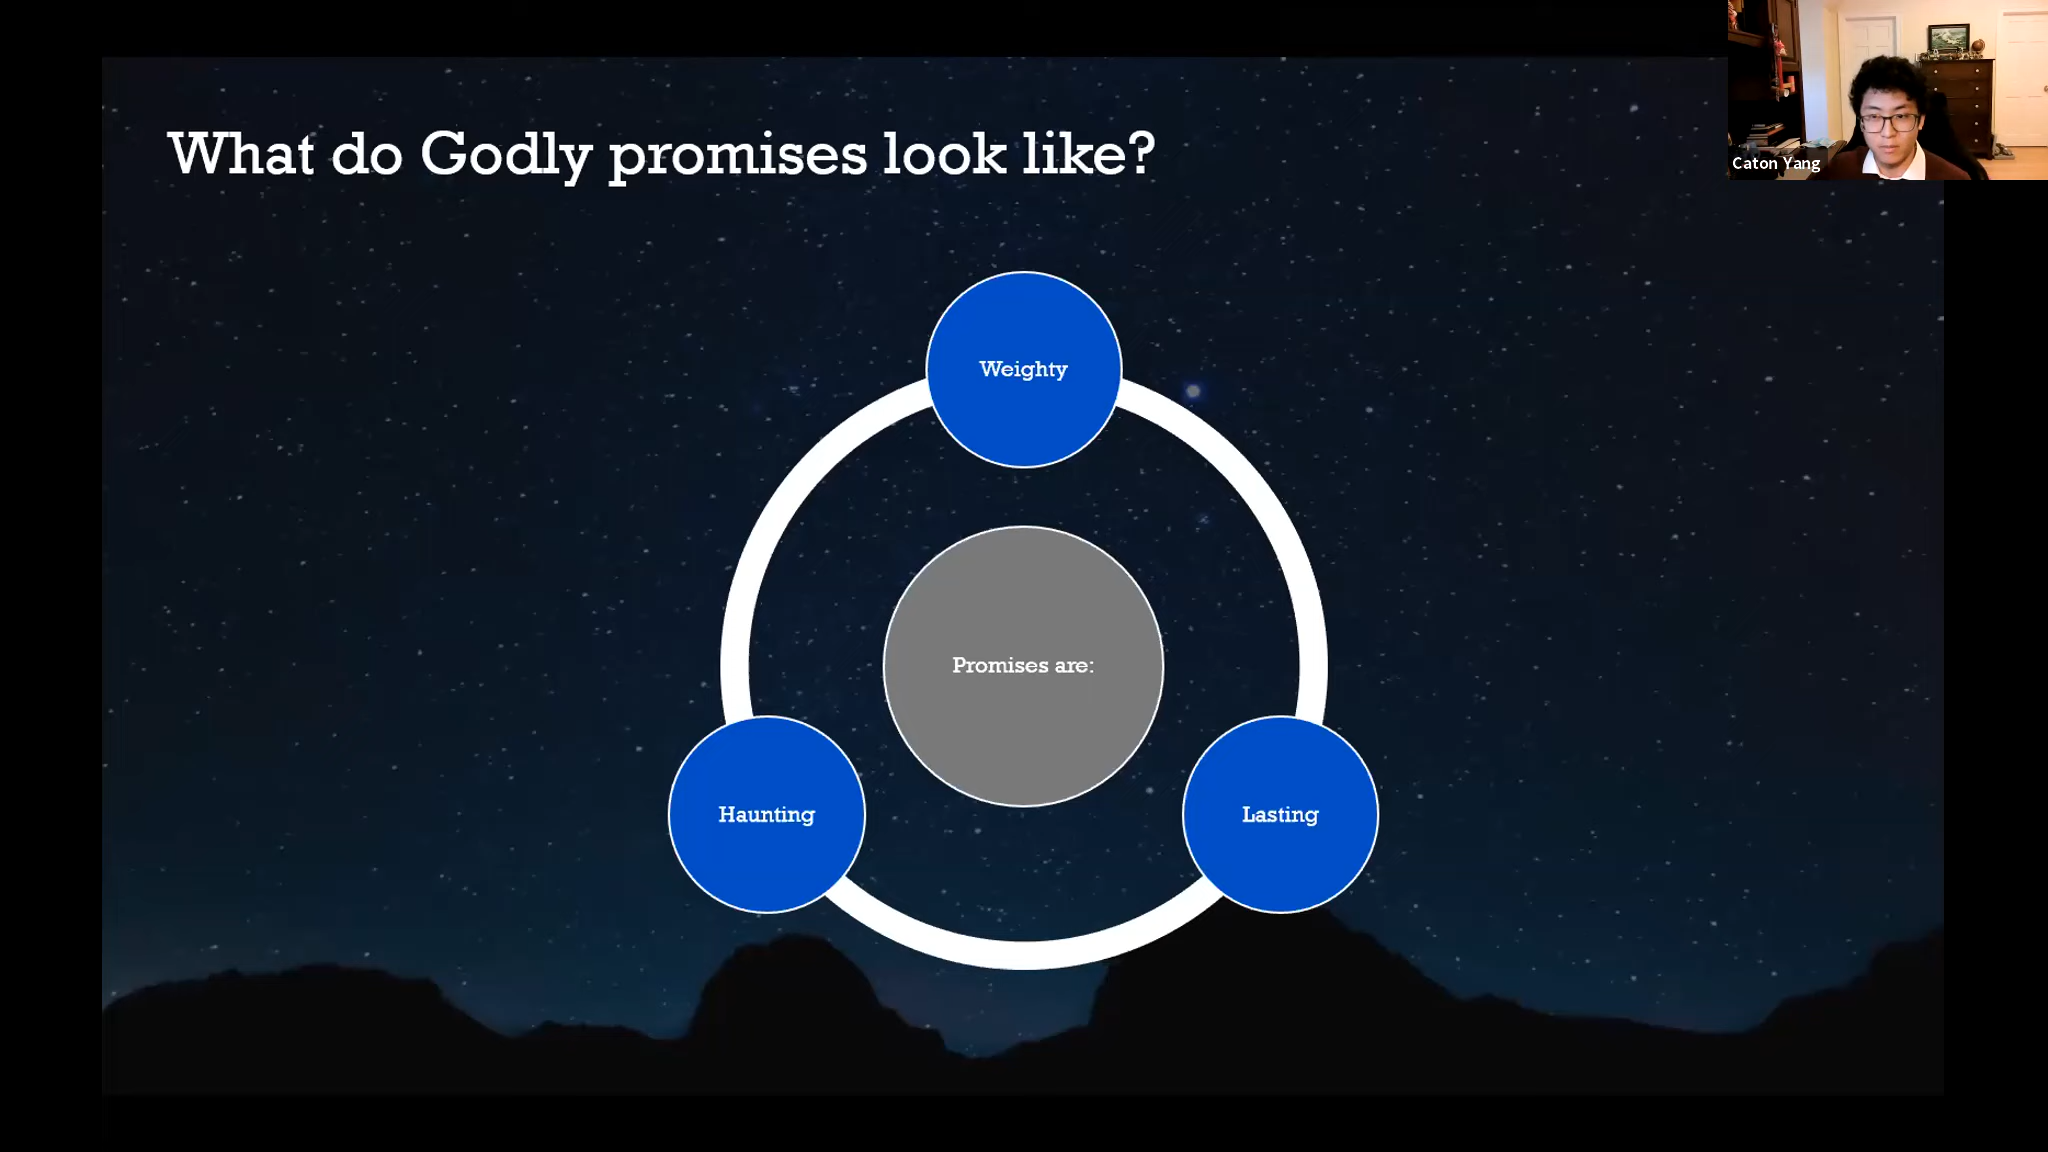 What do Godly promises look like?
Caton Yang
Weighty
Promises are:
Haunting
Lasting